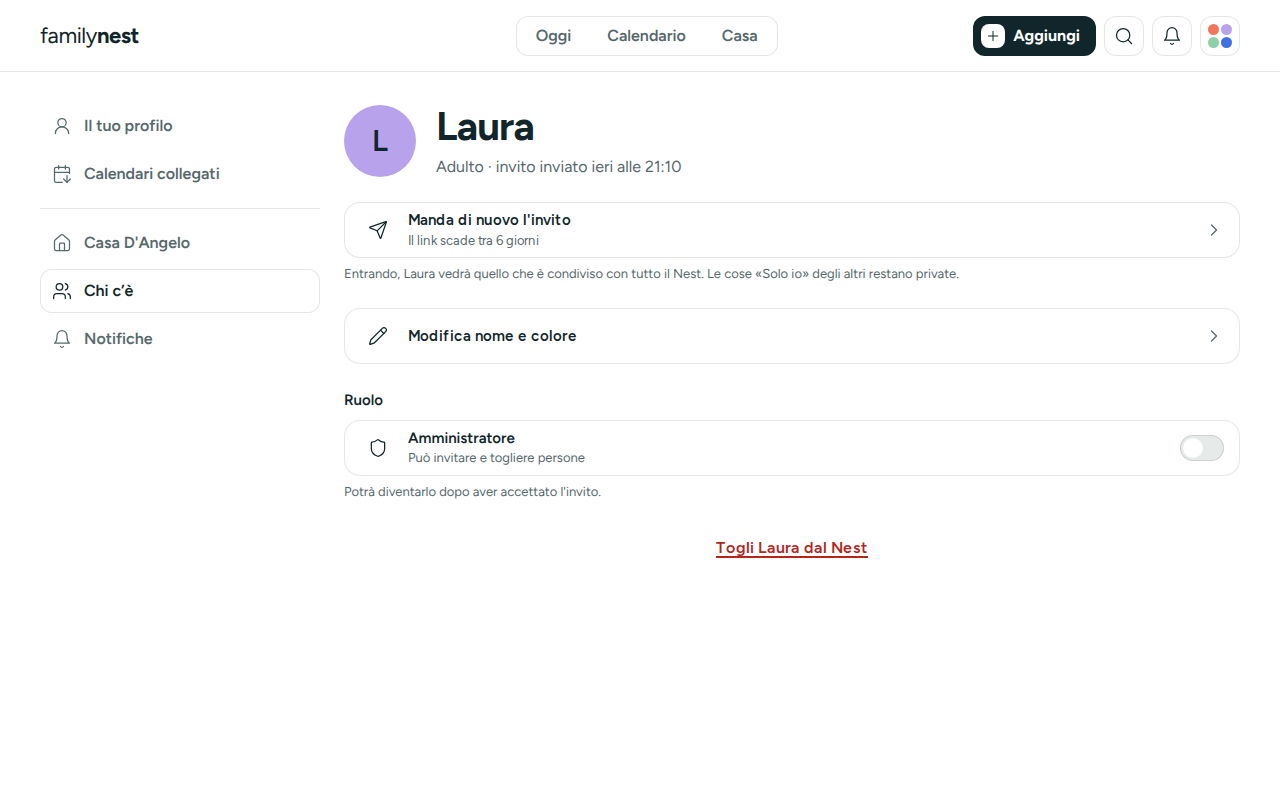 familynest
Oggi
Calendario
Casa
Aggiungi
Il tuo profilo
Calendari collegati
Casa D'Angelo
Chi c’è
Notifiche
L
Laura
Adulto · invito inviato ieri alle 21:10
Manda di nuovo l'invito
Il link scade tra 6 giorni
Entrando, Laura vedrà quello che è condiviso con tutto il Nest. Le cose «Solo io» degli altri restano private.
Modifica nome e colore
Ruolo
Amministratore
Può invitare e togliere persone
Potrà diventarlo dopo aver accettato l'invito.
Togli Laura dal Nest